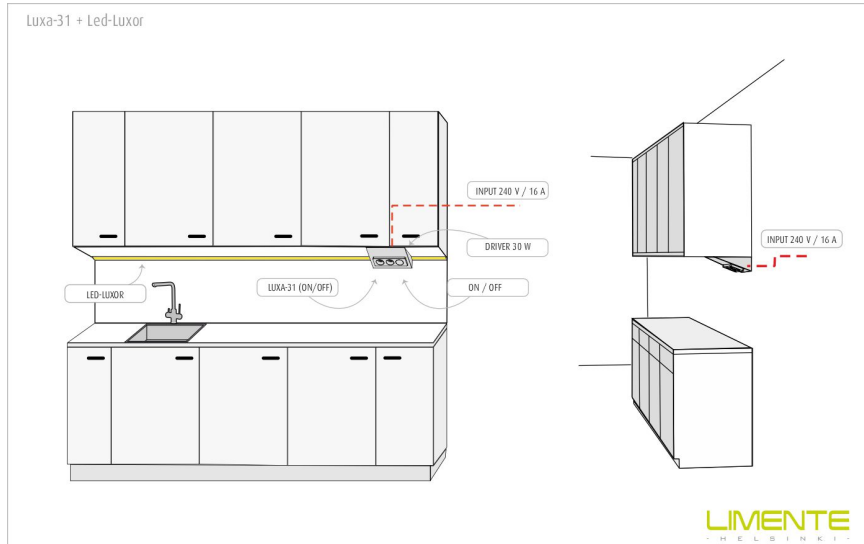 Luxa-31 + Led-Luxor
INPUT 240 V / 16 A
DRIVER 30 W
LED-LUXOR
LUXA-31 (ON/OFF)
ON / OFF
INPUT 240 V / 16 A
LIMENTE
· HELSINKI ·